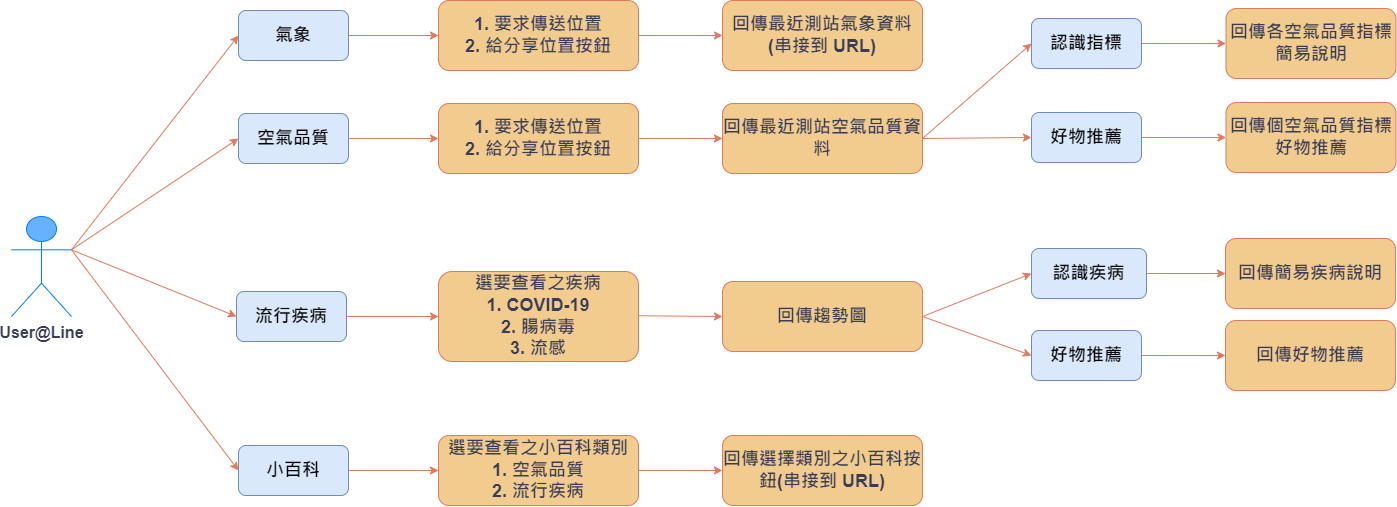 氣象
1. 要求傳送位置
2. 給分享位置按鈕
回傳最近測站氣象資料
(串接到 URL)
認識指標
回傳各空氣品質指標
簡易說明
空氣品質
1. 要求傳送位置
2. 給分享位置按鈕
回傳最近測站空氣品質資
料
好物推薦
回傳個空氣品質指標
好物推薦
User@Line
流行疾病
選要查看之疾病
1. COVID-19
2. 腸病毒
3. 流感
回傳趨勢圖
認識疾病
回傳簡易疾病說明
好物推薦
回傳好物推薦
小百科
選要查看之小百科類別
1. 空氣品質
2. 流行疾病
回傳選擇類別之小百科按
鈕(串接到 URL)